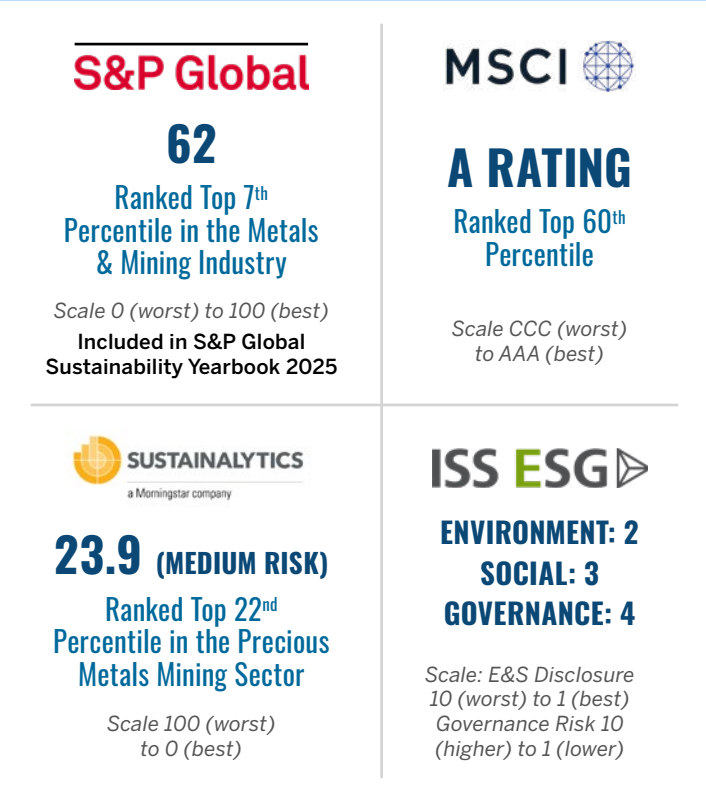 S&P Global
62
Ranked Top 7th
Percentile in the Metals
& Mining Industry
Scale 0 (worst) to 100 (best)
Included in S&P Global
Sustainability Yearbook 2025
MSCI
A RATING
Ranked Top 60th
Percentile
Scale CCC (worst)
to AAA (best)
SUSTAINALYTICS
a Morningstar company
23.9 (MEDIUM RISK)
Ranked Top 22nd
Percentile in the Precious
Metals Mining Sector
Scale 100 (worst)
to 0 (best)
ISS ESG
ENVIRONMENT: 2
SOCIAL: 3
GOVERNANCE: 4
Scale: E&S Disclosure
10 (worst) to 1 (best)
Governance Risk 10
(higher) to 1 (lower)